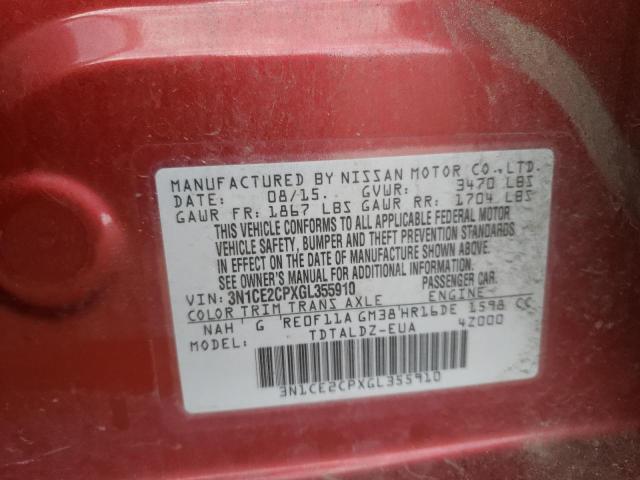 MANUFACTURED BY NISSAN MOTOR CO.,LTD.
DATE: 08/15.. GVWR: 3470 LBS
GAWR FR: 1867 LBS GAWR RR: 1704 LBS
THIS VEHICLE CONFORMS TO ALL APPLICABLE FEDERAL MOTOR
VEHICLE SAFETY, BUMPER AND THEFT PREVENTION STANDARDS
IN EFFECT ON THE DATE OF MANUFACTURE SHOWN ABOVE.
SEE OWNER'S MANUAL FOR ADDITIONAL INFORMATION.
VIN: 3N1CE2CPXGL355910 PASSENGER CAR.
COLOR TRIM TRANS AXLE ENGINE
NAH G RE0F11A GM38 HR16DE 1598 CC
TDTALDZ-EUA 4Z000
3N1CE2CPXGL355910